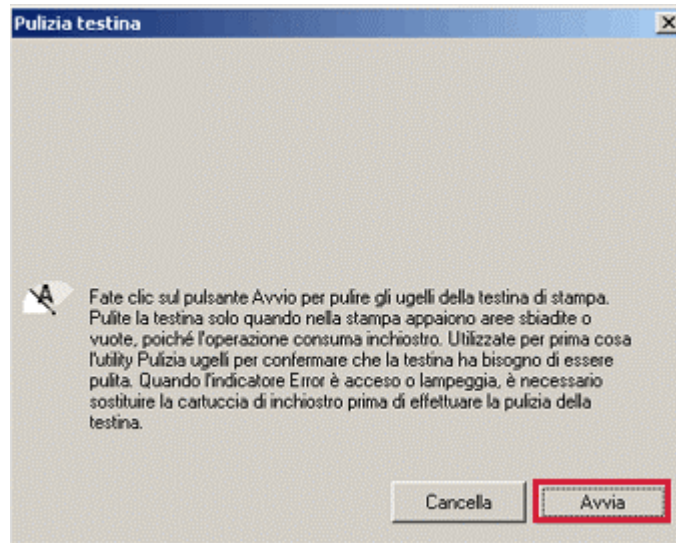 Pulizia testina
Fate clic sul pulsante Avvio per pulire gli ugelli della testina di stampa.
Pulite la testina solo quando nella stampa appaiono aree sbiadite o
vuote, poiché l'operazione consuma inchiostro. Utilizzate per prima cosa
l'utility Pulizia ugelli per confermare che la testina ha bisogno di essere
pulita. Quando l'indicatore Error è acceso o lampeggia, è necessario
sostituire la cartuccia di inchiostro prima di effettuare la pulizia della
testina.
Cancella
Avvia